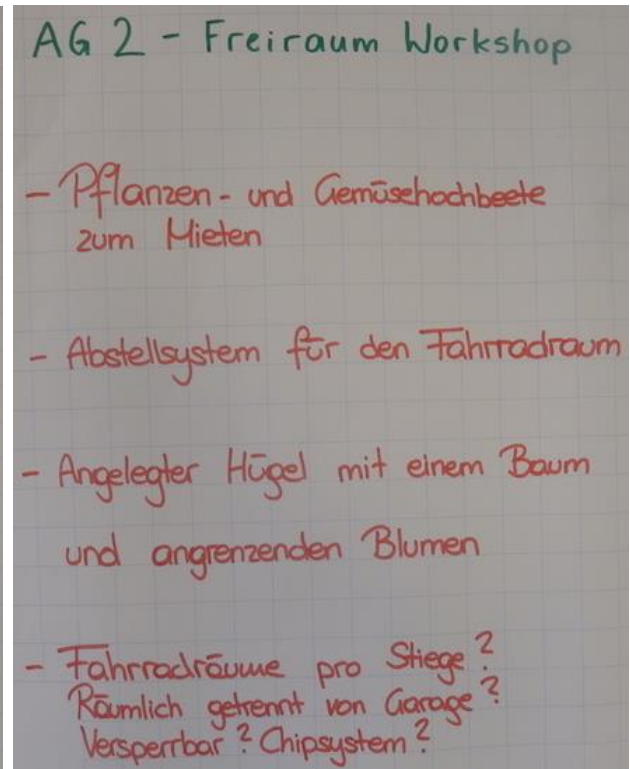 AG 2 - Freiraum Workshop
- Pflanzen- und Gemüsehochbeete
zum Mieten
- Abstellsystem für den Fahrradraum
- Angelegter Hügel mit einem Baum
und angrenzenden Blumen
- Fahrradräume pro Stiege?
Räumlich getrennt von Garage?
Versperrbar? Chipsystem?